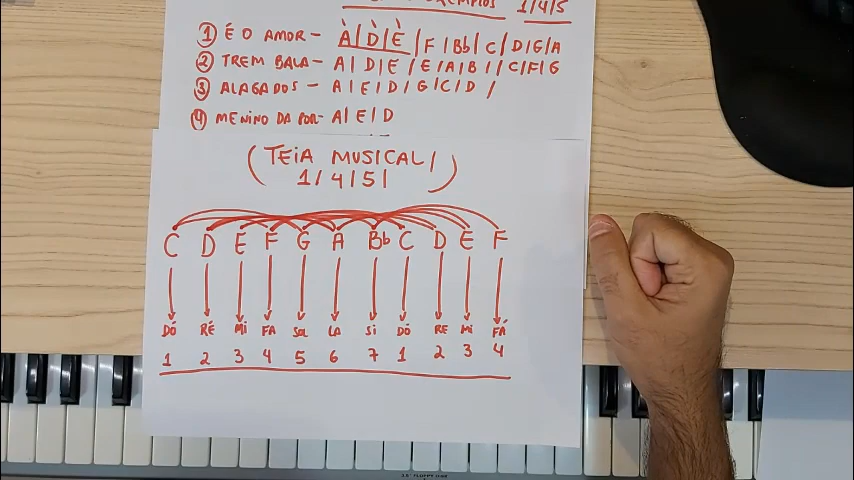 EXEMPLOS 1/4/5
1 É O AMOR - À/D̀/È/F/Bb/C/D/G/A
2 TREM BALA - A/D/E/E/A/B//C/F/G
3 ALAGADOS - A/E/D/G/C/D/
4 MENINO DA POR- A/E/D
(TEIA MUSICAL/
1/4/5/)
C D E F G A Bb C D E F
DÓ RÉ MI FA SOL LA SI DÓ RE MI FÁ
1 2 3 4 5 6 7 1 2 3 4